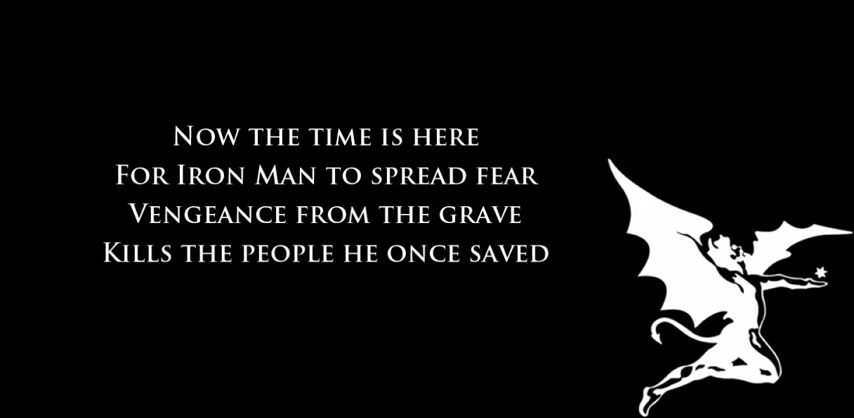 Now the time is here
For Iron Man to spread fear
Vengeance from the grave
Kills the people he once saved